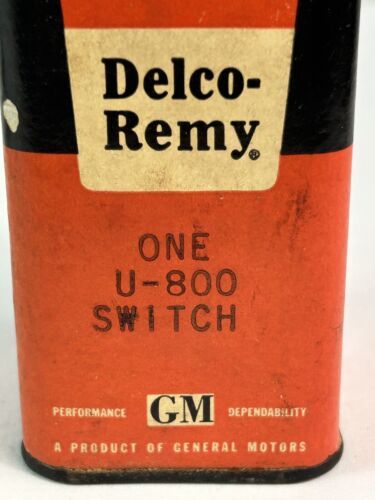 Delco-
Remy®
ONE
U-800
SWITCH
PERFORMANCE GM DEPENDABILITY
A PRODUCT OF GENERAL MOTORS